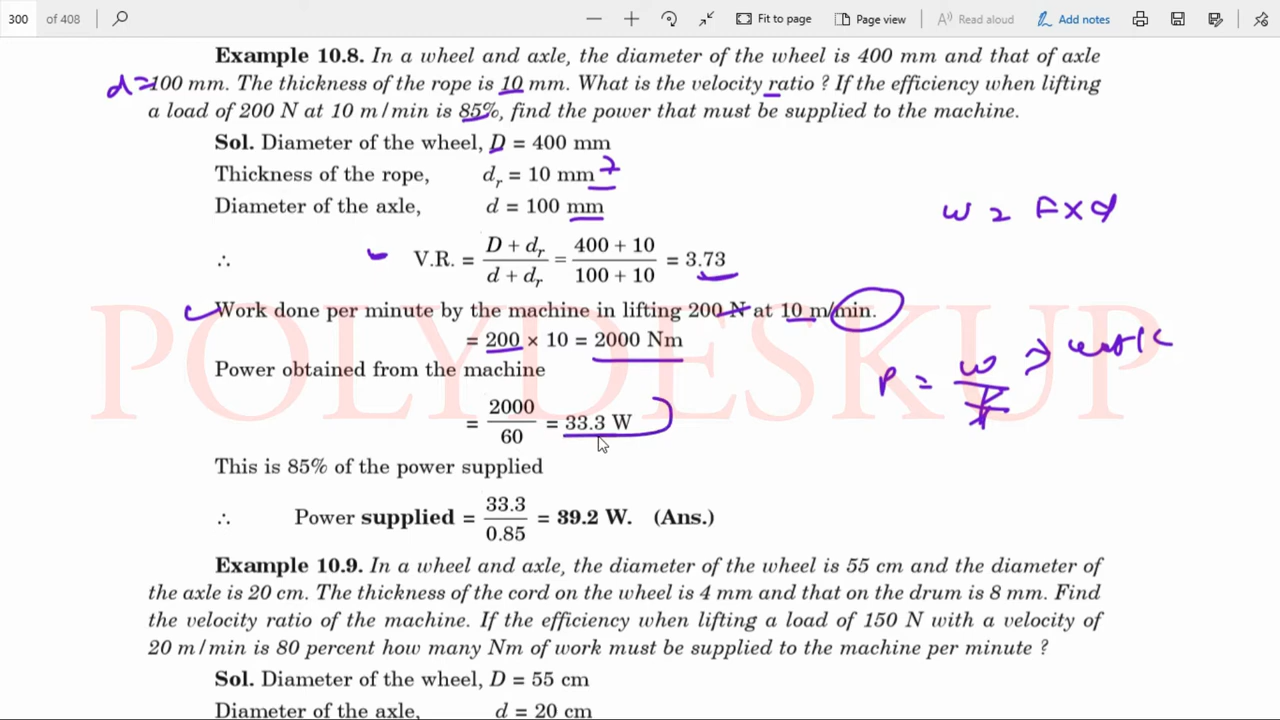 300 of 408 Fit to page Page view Read aloud Add notes
Example 10.8. In a wheel and axle, the diameter of the wheel is 400 mm and that of axle
d= 100 mm. The thickness of the rope is 10 mm. What is the velocity ratio ? If the efficiency when lifting
a load of 200 N at 10 m/min is 85%, find the power that must be supplied to the machine.
Sol. Diameter of the wheel, D = 400 mm
Thickness of the rope, dr = 10 mm
Diameter of the axle, d = 100 mm
w = F x d
∴ V.R. = (D + dr)/(d + dr) = (400 + 10)/(100 + 10) = 3.73
Work done per minute by the machine in lifting 200 N at 10 m/min.
= 200 × 10 = 2000 Nm
Power obtained from the machine
P = w → work
= 2000/60 = 33.3 W
This is 85% of the power supplied
∴ Power supplied = 33.3/0.85 = 39.2 W. (Ans.)
Example 10.9. In a wheel and axle, the diameter of the wheel is 55 cm and the diameter of
the axle is 20 cm. The thickness of the cord on the wheel is 4 mm and that on the drum is 8 mm. Find
the velocity ratio of the machine. If the efficiency when lifting a load of 150 N with a velocity of
20 m/min is 80 percent how many Nm of work must be supplied to the machine per minute ?
Sol. Diameter of the wheel, D = 55 cm
Diameter of the axle, d = 20 cm
POLYDESKUP